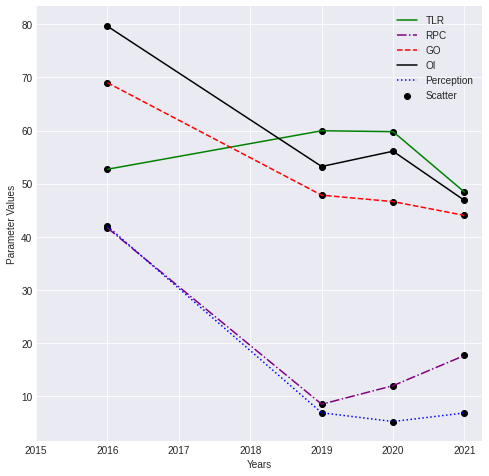 TLR
RPC
GO
OI
Perception
Scatter
80
70
60
50
40
30
20
10
Parameter Values
2015 2016 2017 2018 2019 2020 2021
Years